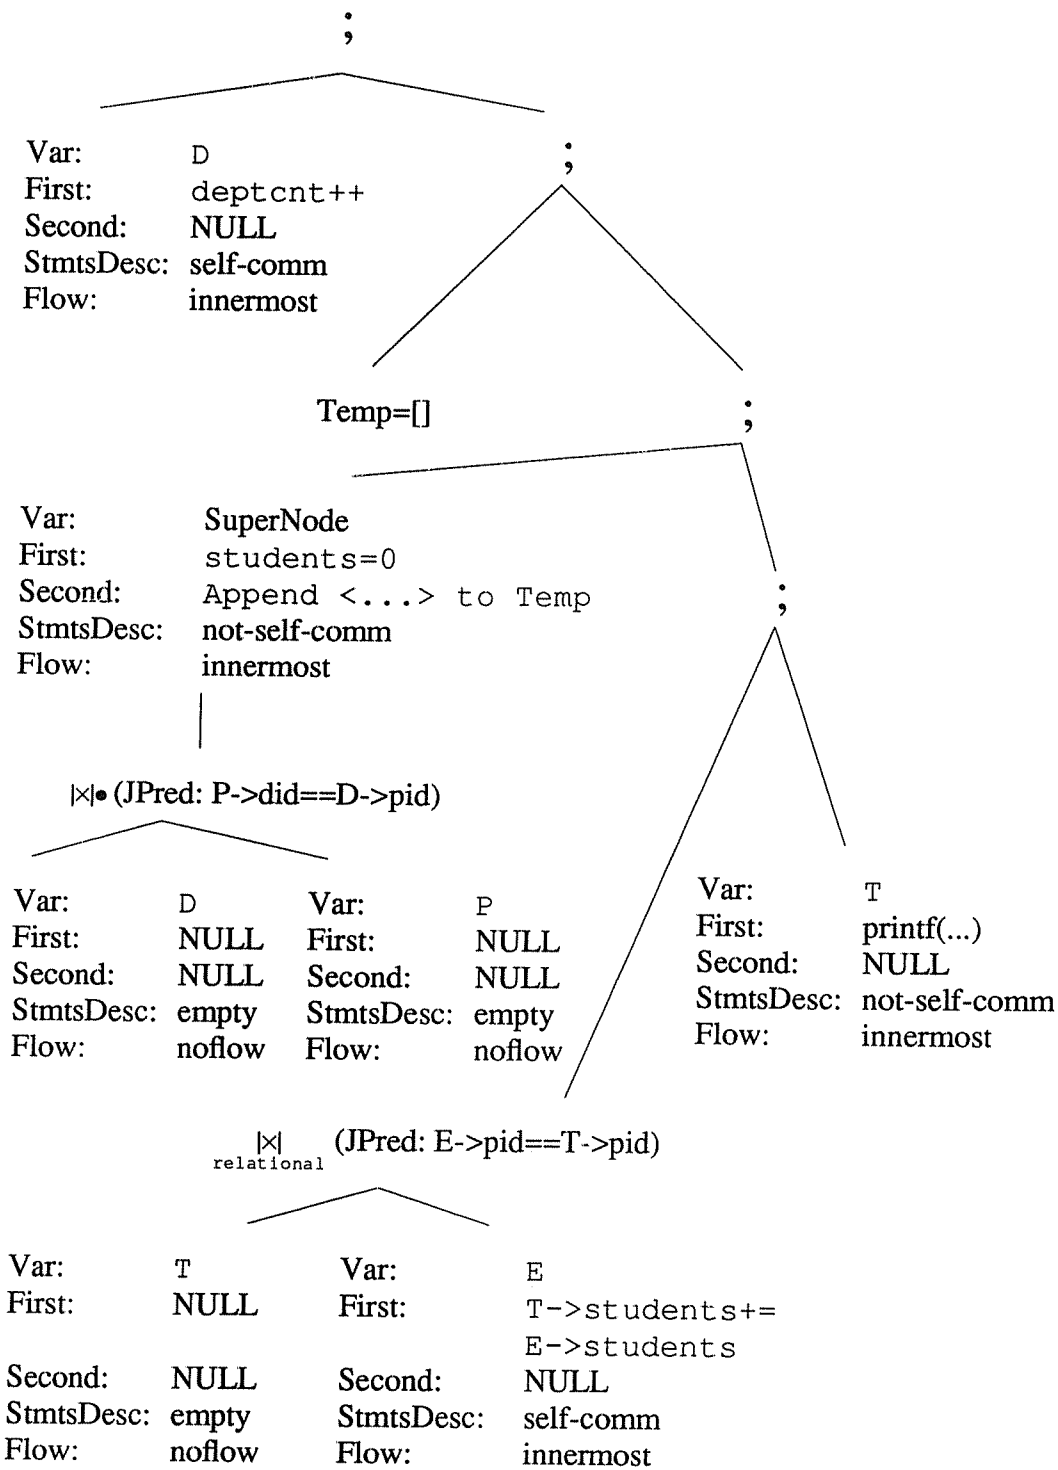 ;
Var: D
First: deptcnt++
Second: NULL
StmtsDesc: self-comm
Flow: innermost
;
Temp=[]
;
Var: SuperNode
First: students=0
Second: Append <...> to Temp
StmtsDesc: not-self-comm
Flow: innermost
;
|×|• (JPred: P->did==D->pid)
Var: D
First: NULL
Second: NULL
StmtsDesc: empty
Flow: noflow
Var: P
First: NULL
Second: NULL
StmtsDesc: empty
Flow: noflow
Var: T
First: printf(...)
Second: NULL
StmtsDesc: not-self-comm
Flow: innermost
|×| (JPred: E->pid==T->pid)
relational
Var: T
First: NULL
Second: NULL
StmtsDesc: empty
Flow: noflow
Var: E
First: T->students+=
E->students
Second: NULL
StmtsDesc: self-comm
Flow: innermost